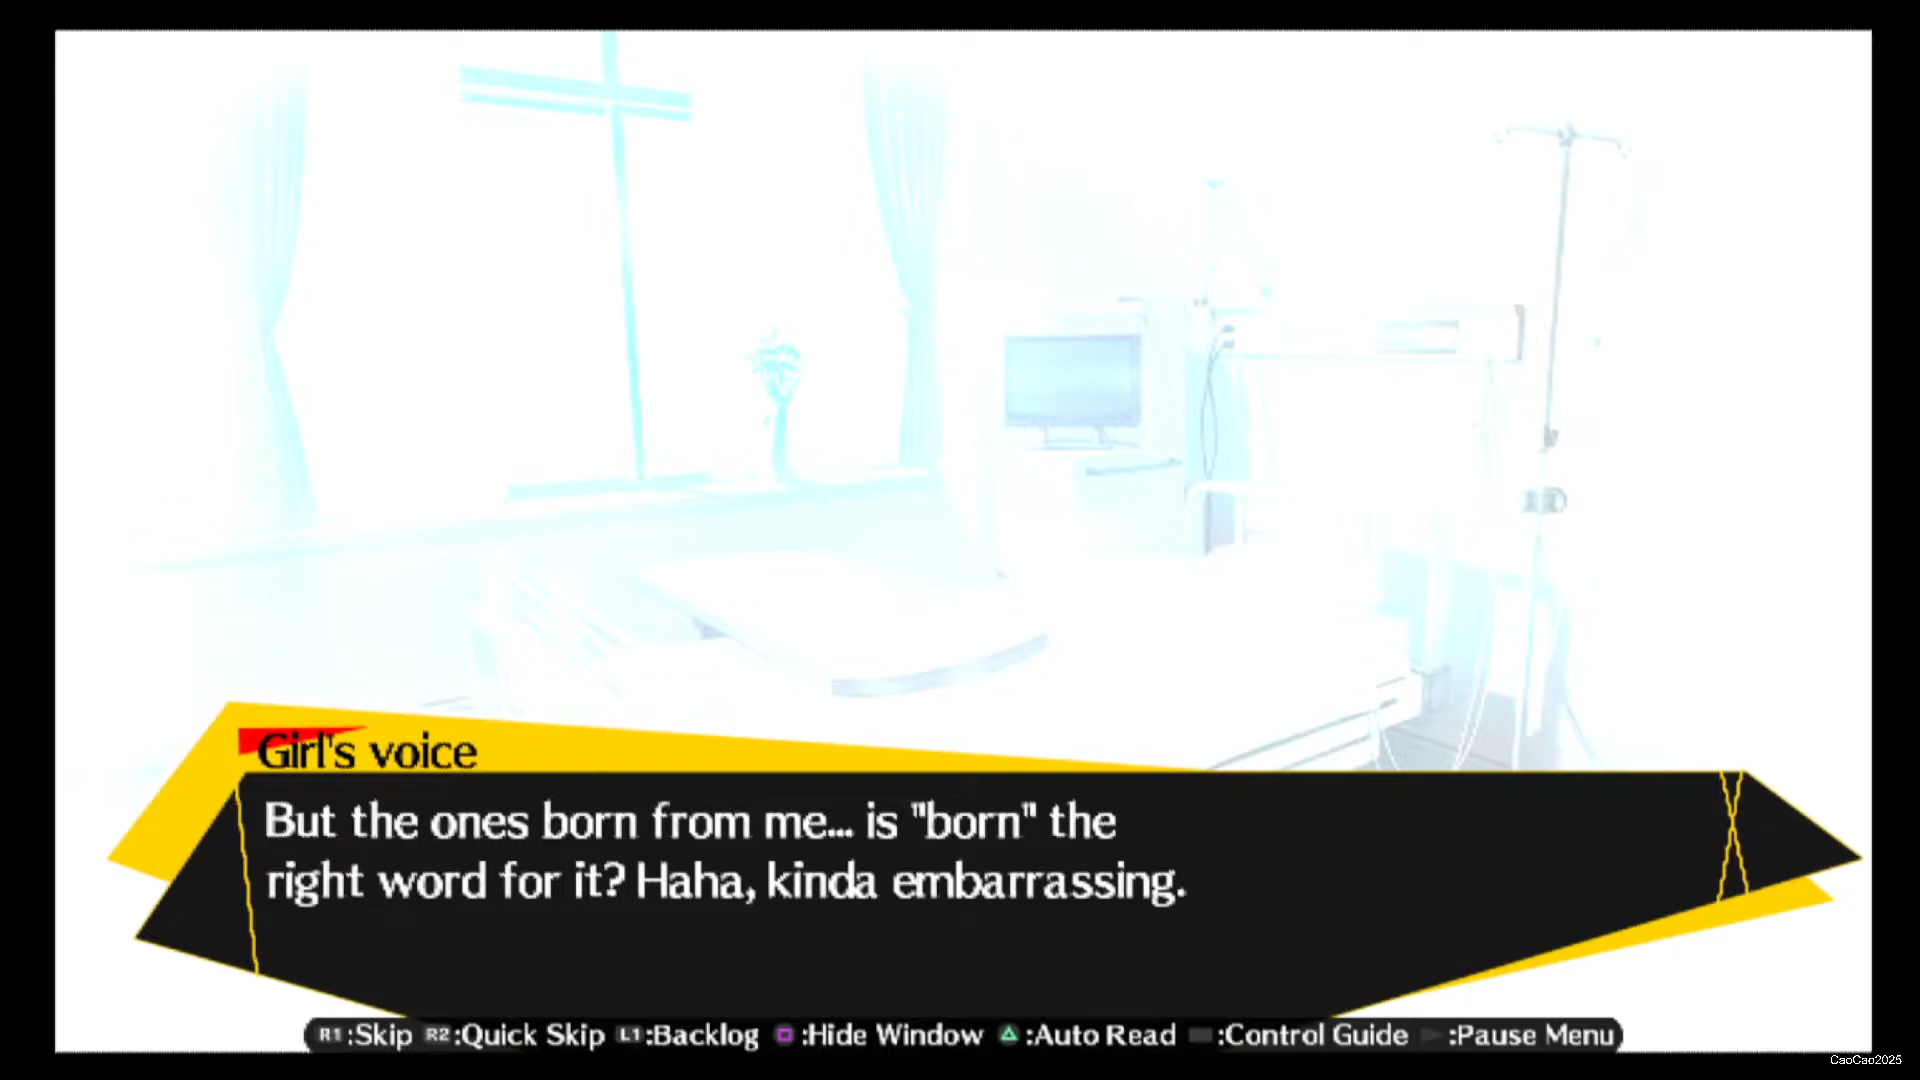 Girl's voice
But the ones born from me... is "born" the
right word for it? Haha, kinda embarrassing.
R1:Skip R2:Quick Skip L1:Backlog :Hide Window :Auto Read :Control Guide :Pause Menu
CaoCao2025